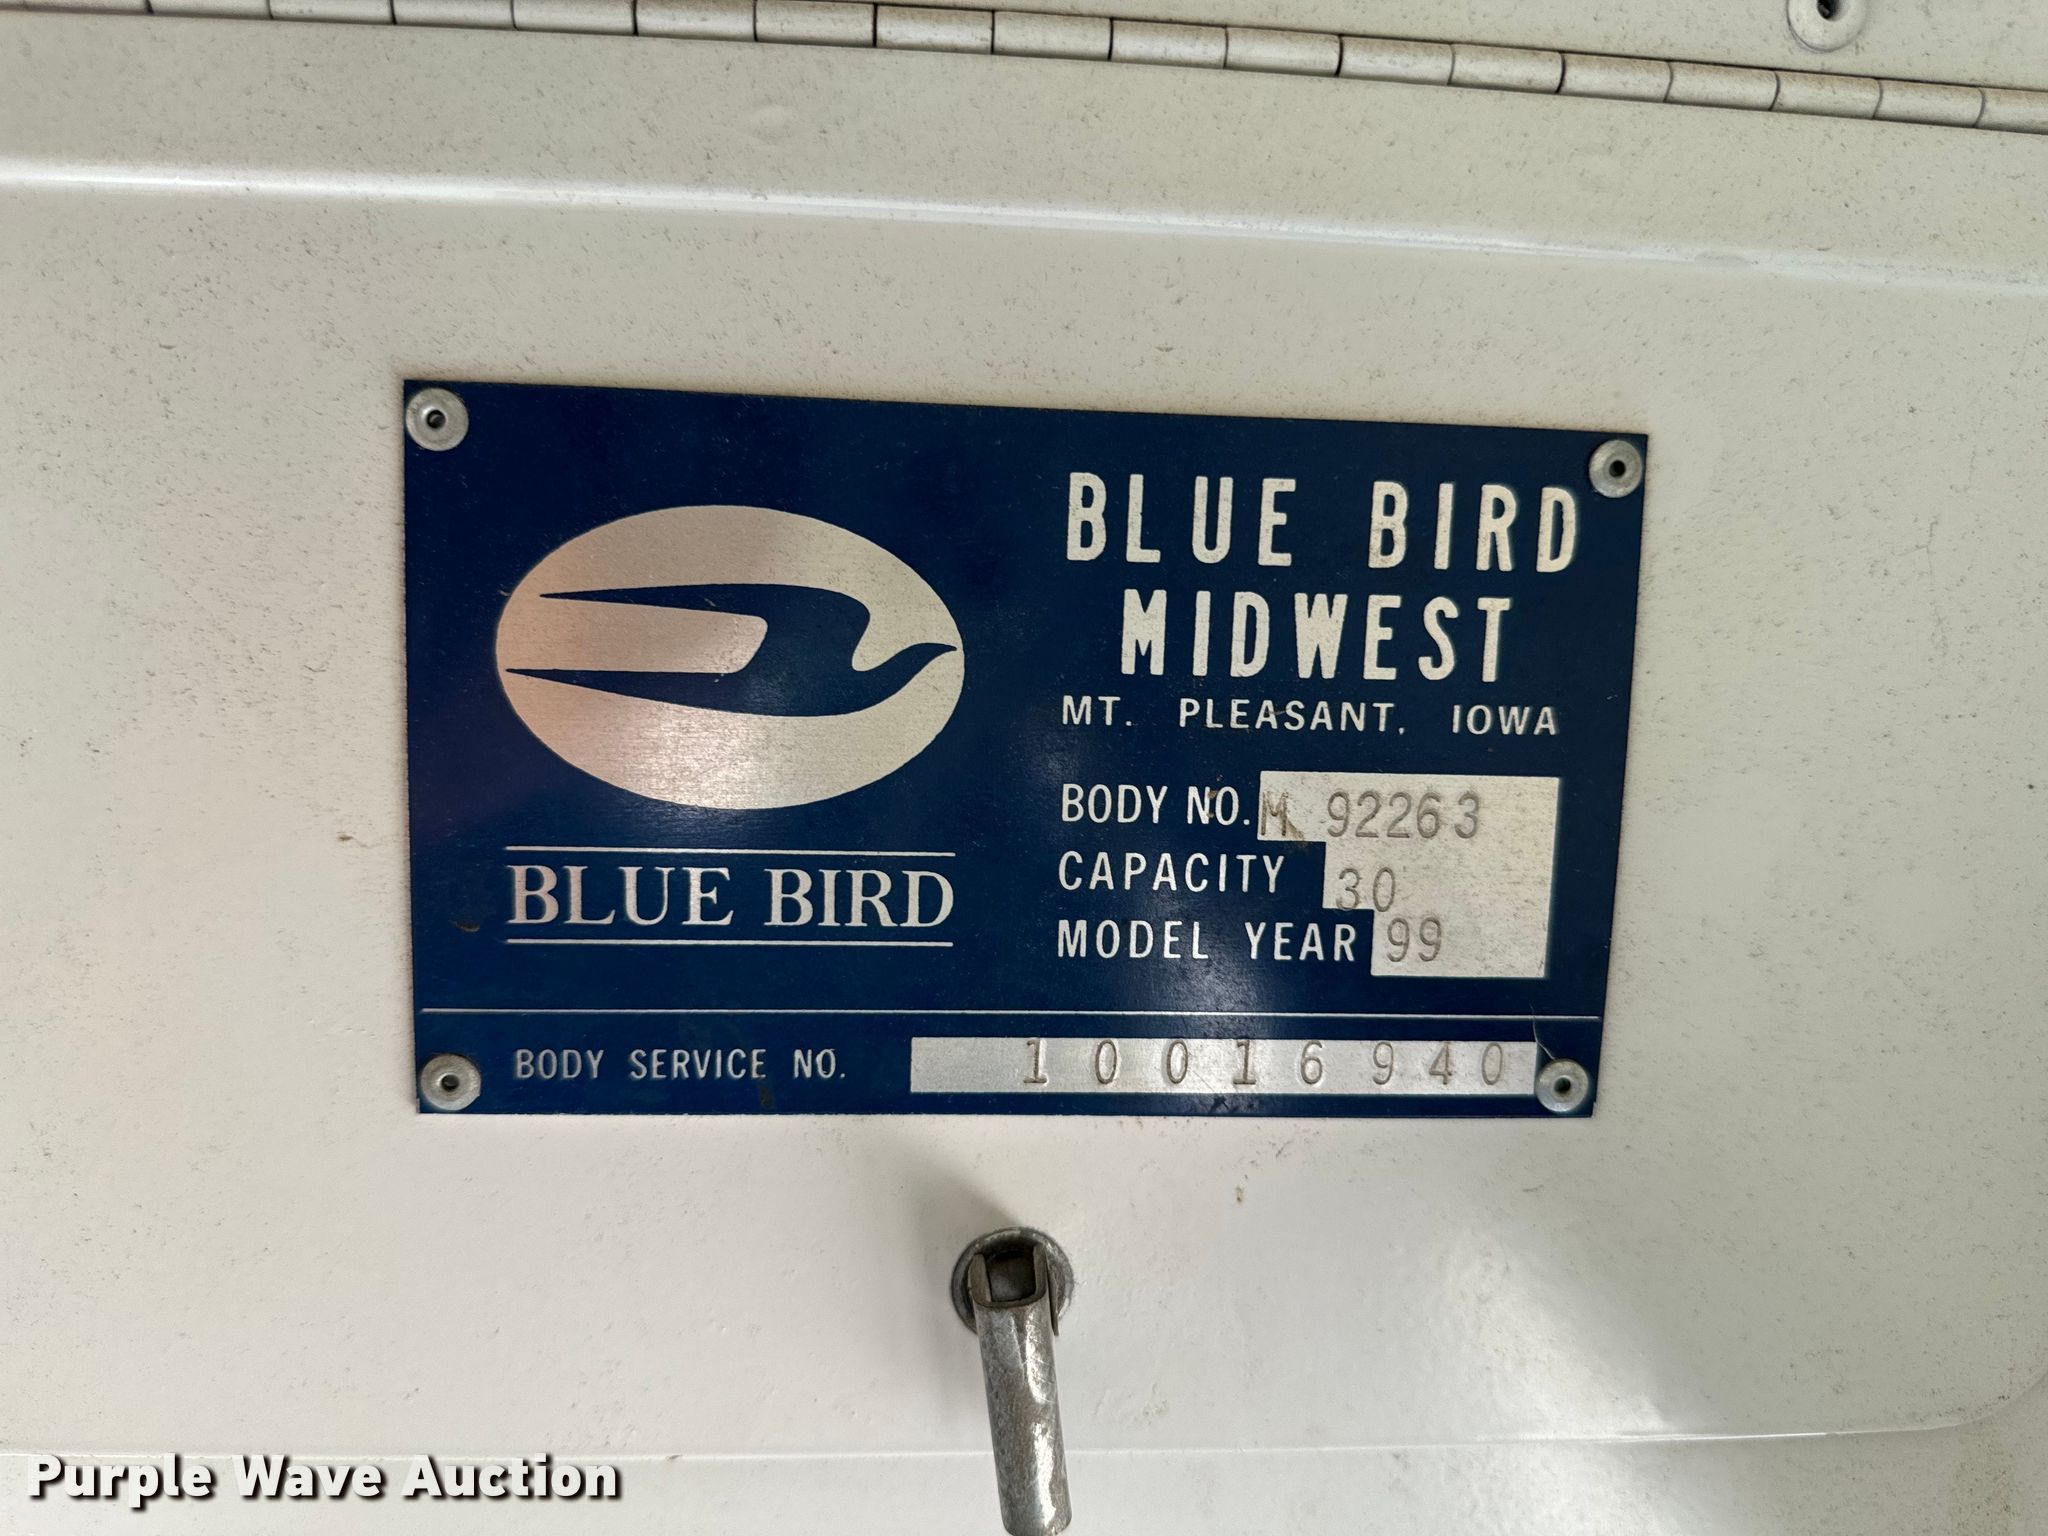 BLUE BIRD
MIDWEST
MT. PLEASANT, IOWA
BODY NO. M 92263
CAPACITY 30
MODEL YEAR 99
BLUE BIRD
BODY SERVICE NO. 10016940
Purple Wave Auction